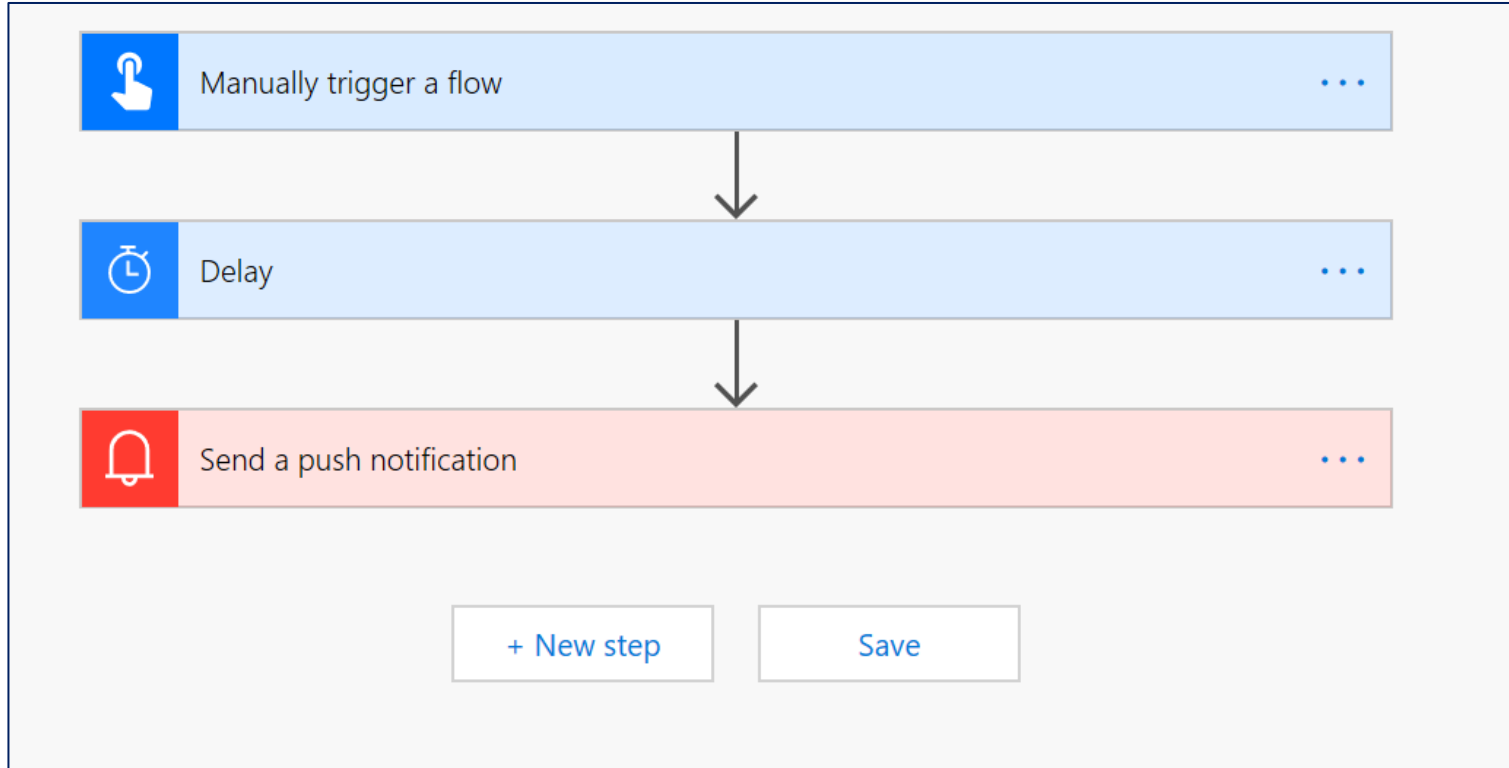 Manually trigger a flow
Delay
Send a push notification
+ New step
Save